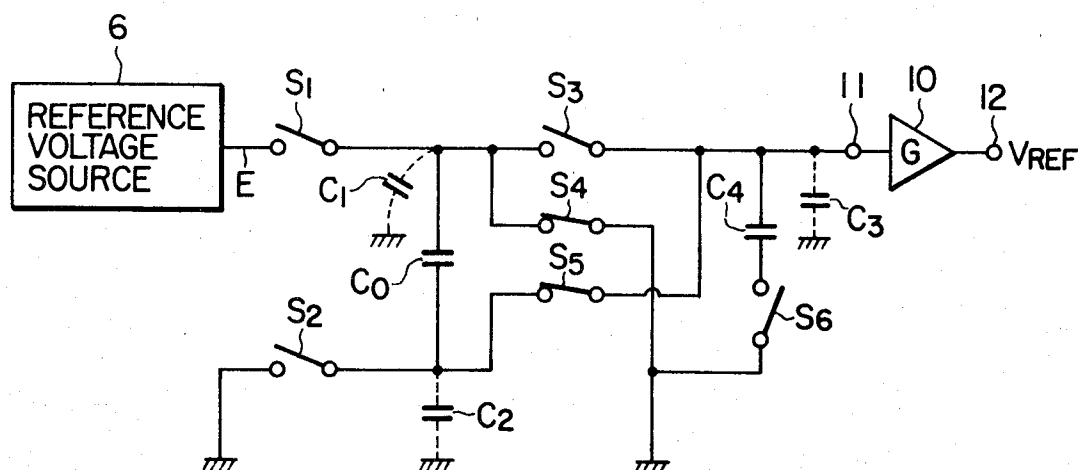 6
REFERENCE
VOLTAGE
SOURCE
E
S1
S3
11
10
12
G
VREF
C1
S4
C4
C3
C0
S5
S2
S6
C2